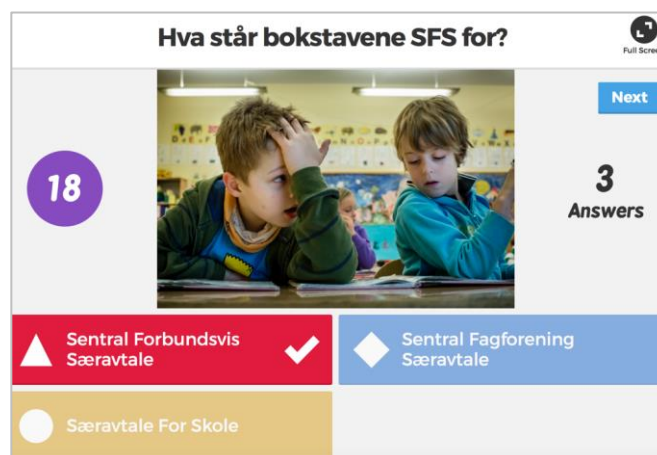 Hva står bokstavene SFS for?
Full Scree
Next
18
3
Answers
Sentral Forbundsvis
Særavtale
Sentral Fagforening
Særavtale
Særavtale For Skole